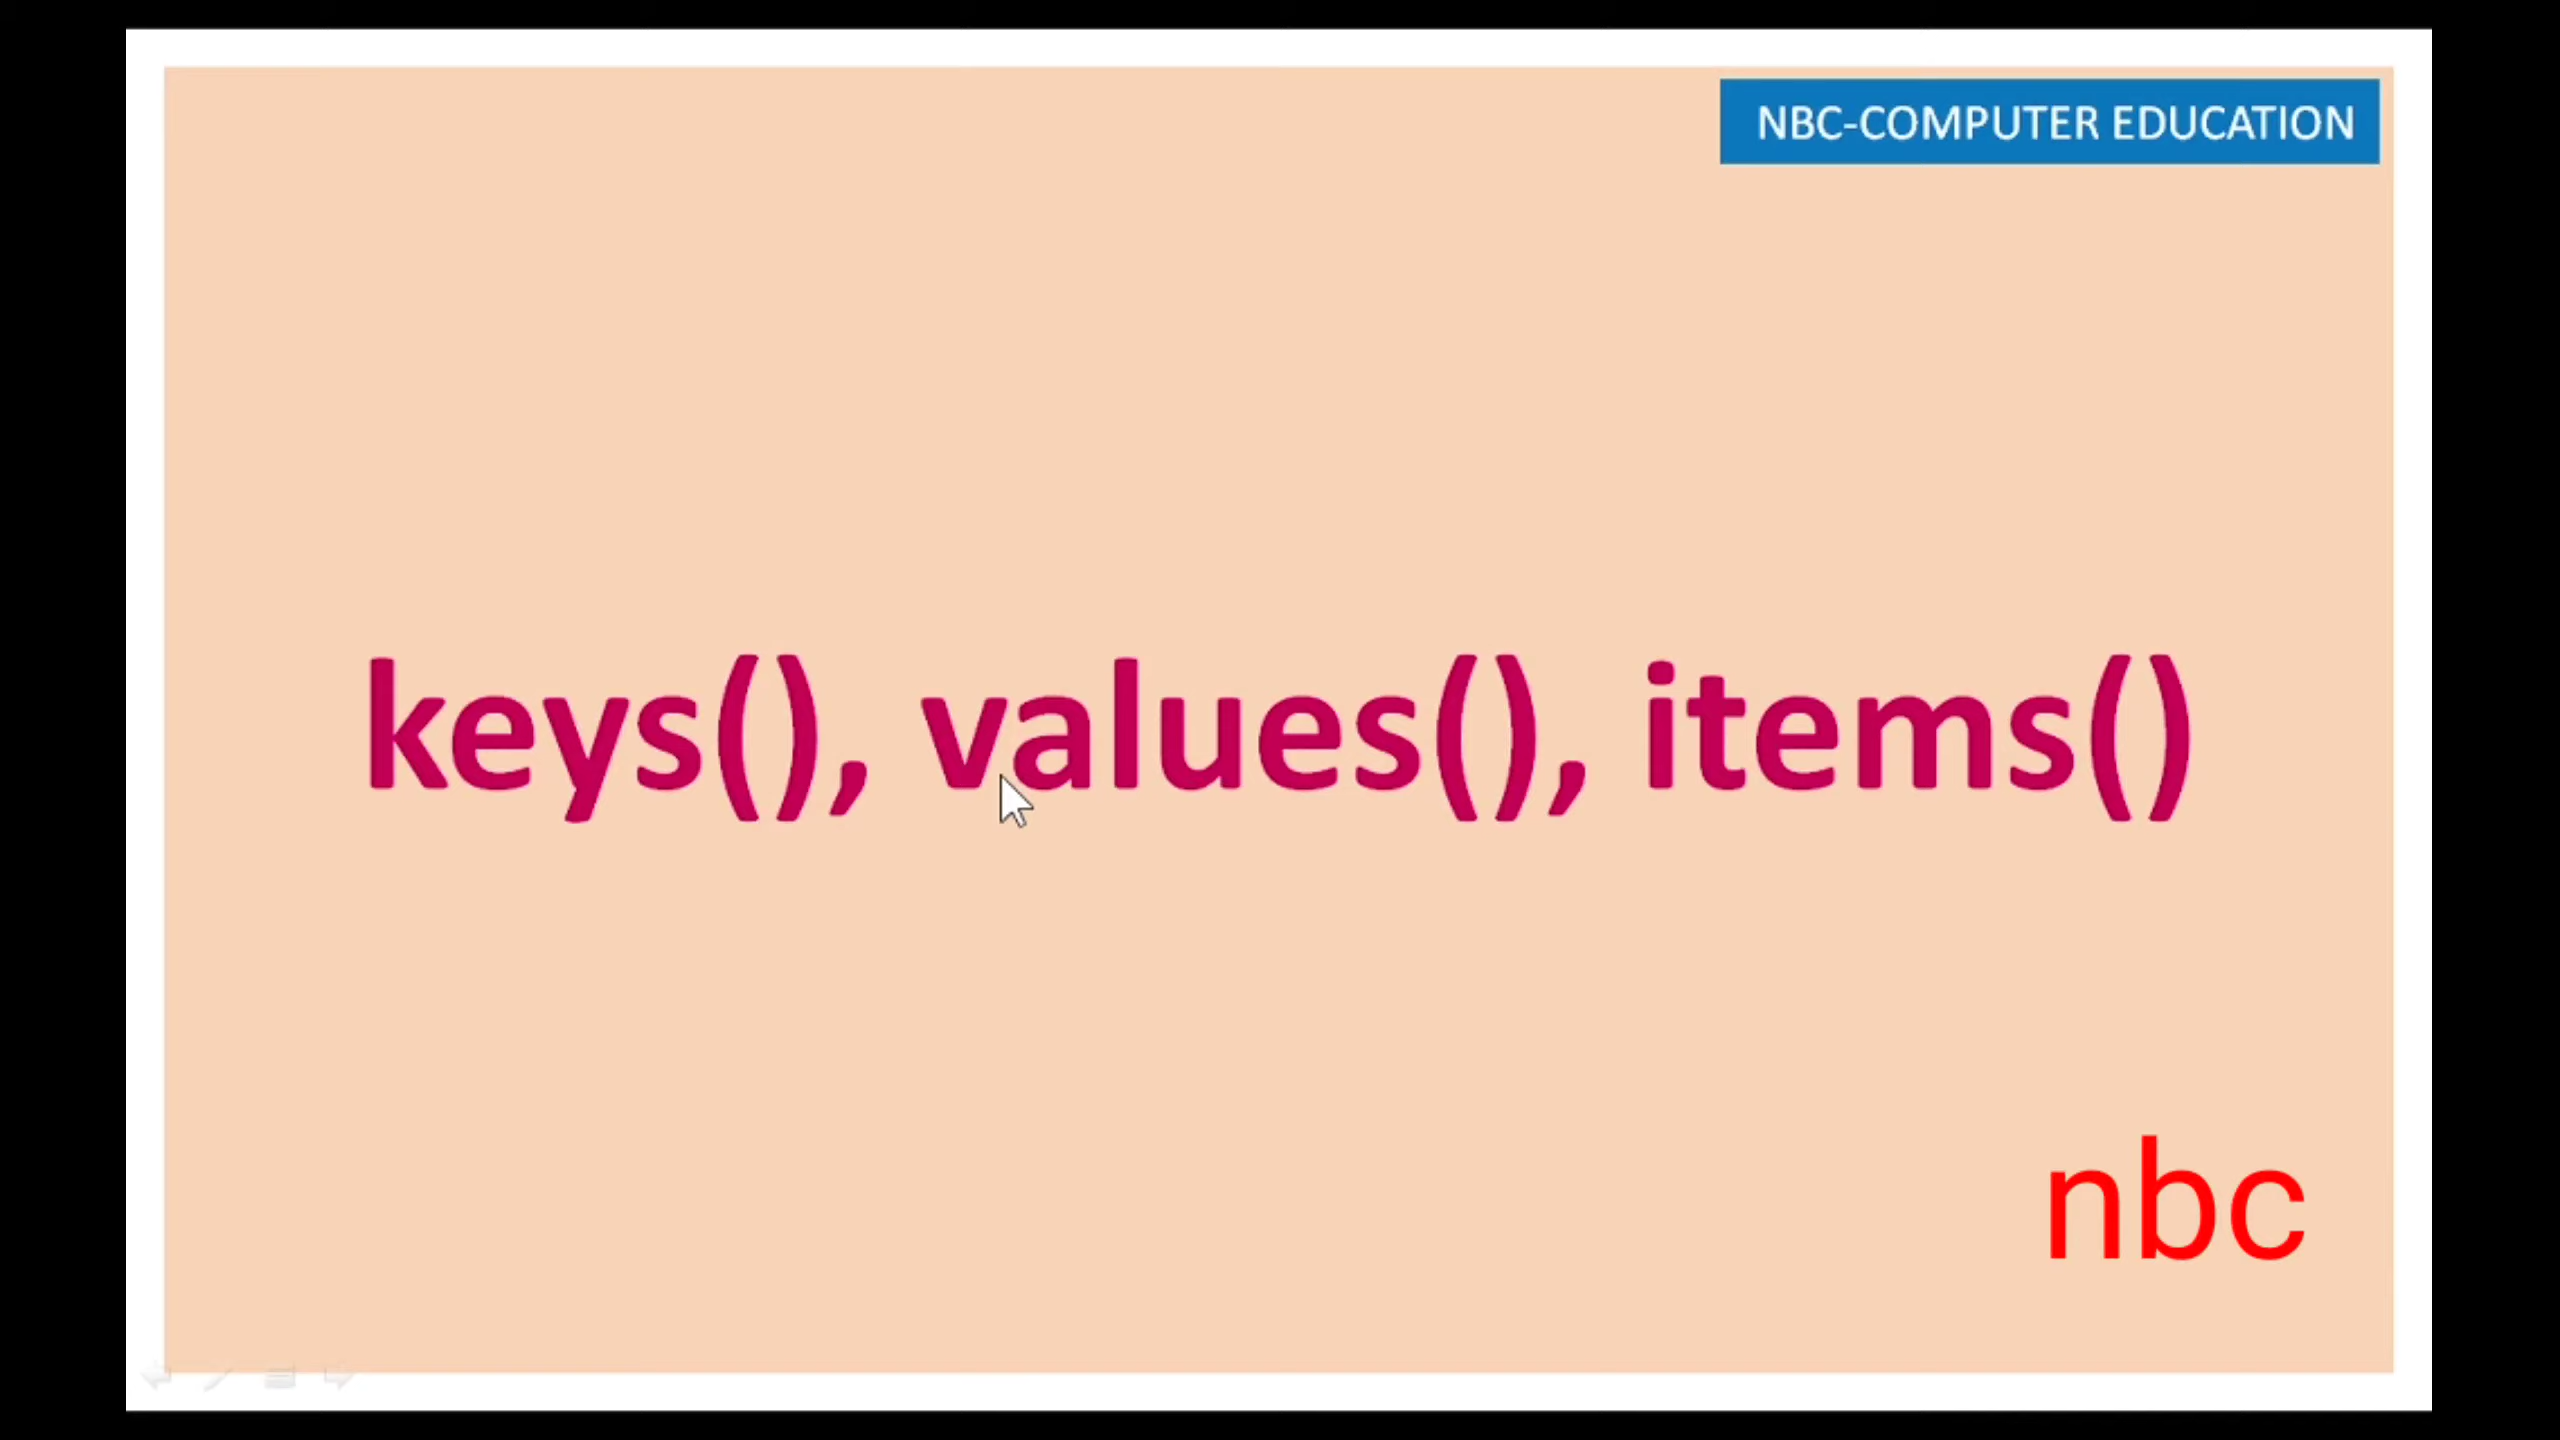 NBC-COMPUTER EDUCATION
keys(), values(), items()
nbc